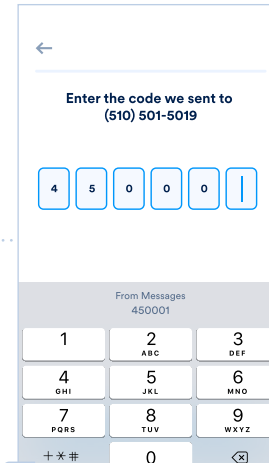 Enter the code we sent to
(510) 501-5019
4 5 0 0 0
From Messages
450001
1 2 3
ABC DEF
4 5 6
GHI JKL MNO
7 8 9
PQRS TUV WXYZ
+*# 0